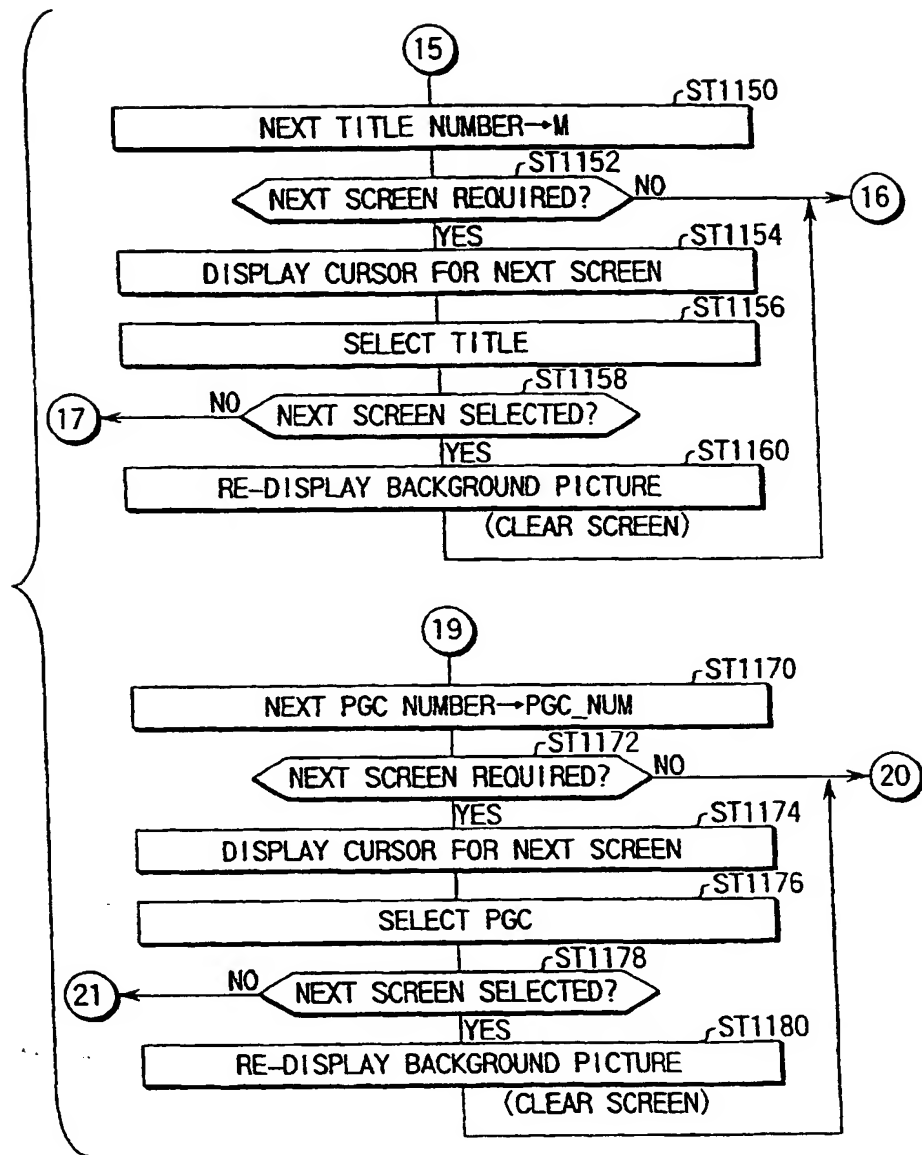 15
ST1150
NEXT TITLE NUMBER→M
ST1152
NEXT SCREEN REQUIRED?
NO
16
YES
ST1154
DISPLAY CURSOR FOR NEXT SCREEN
ST1156
SELECT TITLE
ST1158
17
NO
NEXT SCREEN SELECTED?
YES
ST1160
RE-DISPLAY BACKGROUND PICTURE
(CLEAR SCREEN)
19
ST1170
NEXT PGC NUMBER→PGC_NUM
ST1172
NEXT SCREEN REQUIRED?
NO
20
YES
ST1174
DISPLAY CURSOR FOR NEXT SCREEN
ST1176
SELECT PGC
ST1178
21
NO
NEXT SCREEN SELECTED?
YES
ST1180
RE-DISPLAY BACKGROUND PICTURE
(CLEAR SCREEN)